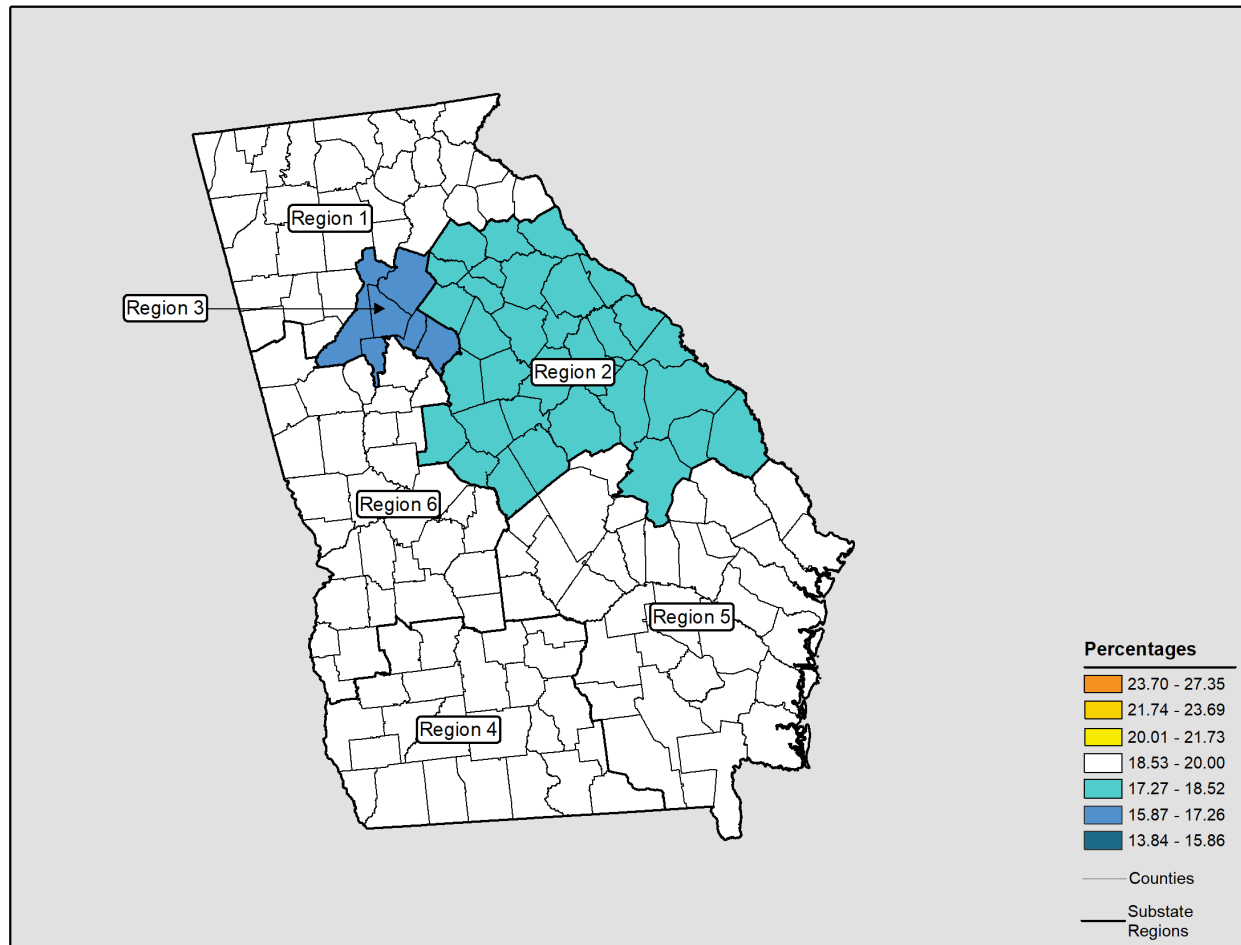 Region 1
Region 3
Region 2
Region 6
Region 5
Region 4
Percentages
23.70 - 27.35
21.74 - 23.69
20.01 - 21.73
18.53 - 20.00
17.27 - 18.52
15.87 - 17.26
13.84 - 15.86
Counties
Substate
Regions